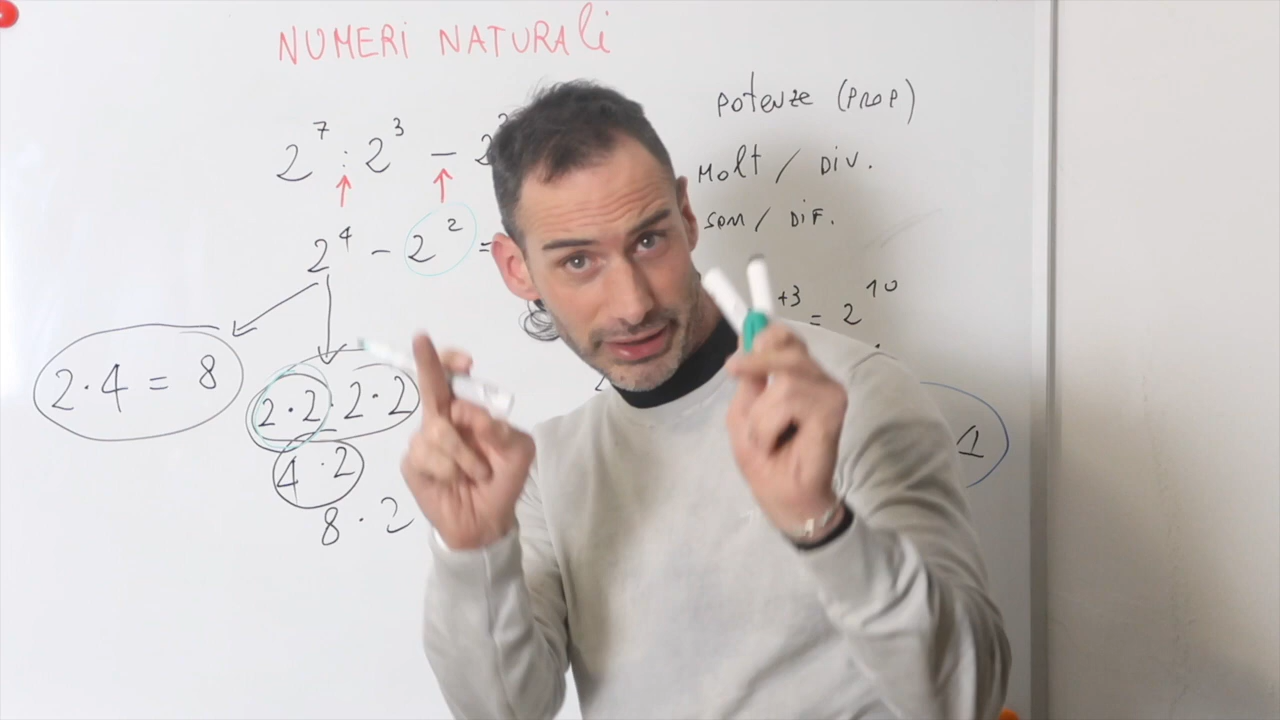 NUMERI NATURALI
2⁷ : 2³ – 2
2⁴ – 2² =
2·4 = 8
2·2·2·2
4·2
8·2
potenze (PROP)
MOLT / DIV.
SOM / DIF.
+3 = 2¹⁰
1